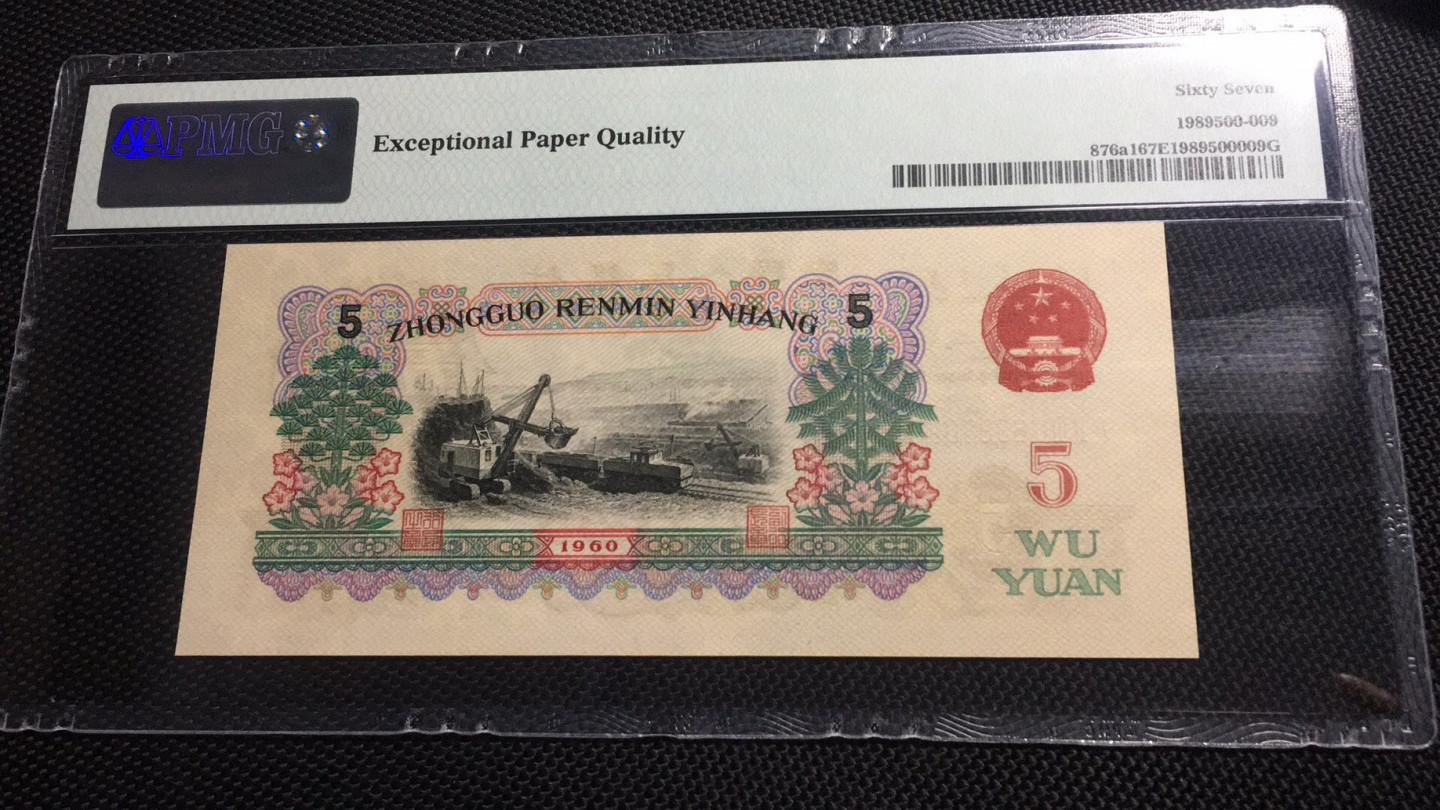 PMG
Exceptional Paper Quality
Sixty Seven
1989500-009
876a167E1989500009G
5 ZHONGGUO RENMIN YINHANG 5
1960
5
WU
YUAN